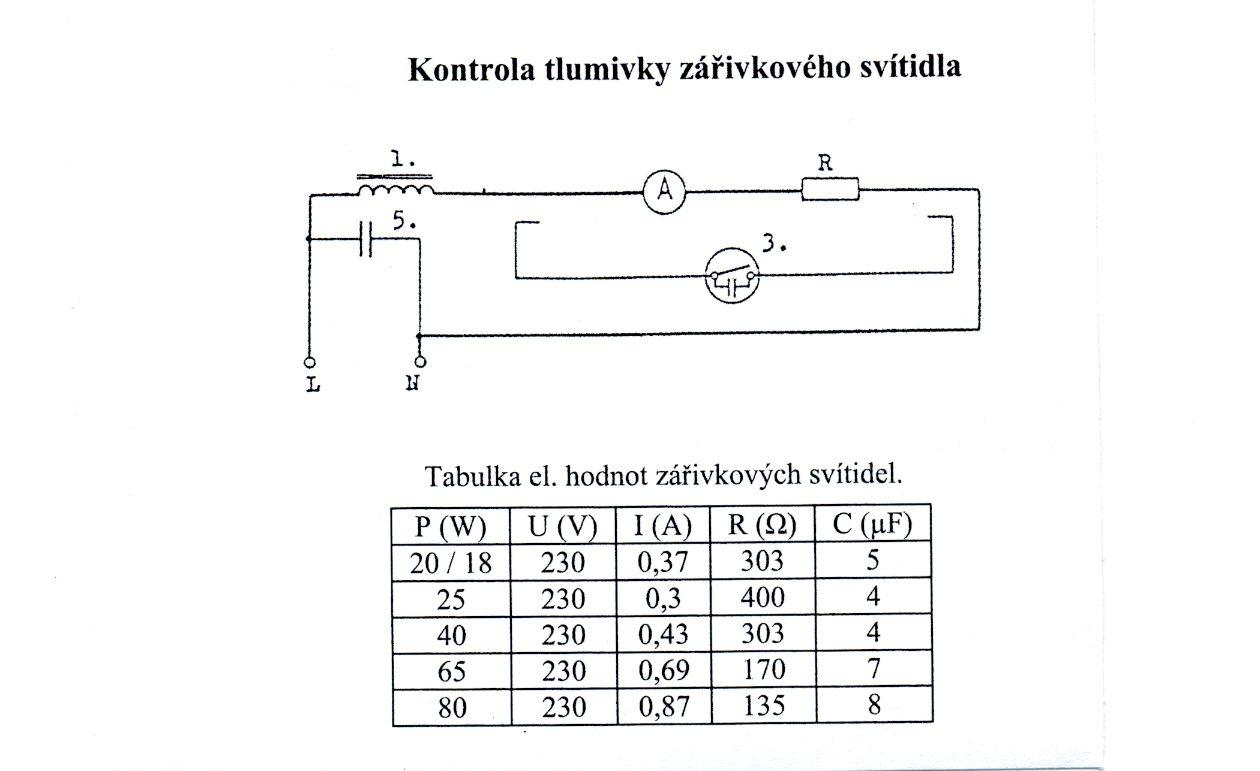 Kontrola tlumivky zářivkového svítidla
1.
A
R
5.
3.
L
N
Tabulka el. hodnot zářivkových svítidel.
P (W) U (V) I (A) R (Ω) C (μF)
20 / 18 230 0,37 303 5
25 230 0,3 400 4
40 230 0,43 303 4
65 230 0,69 170 7
80 230 0,87 135 8